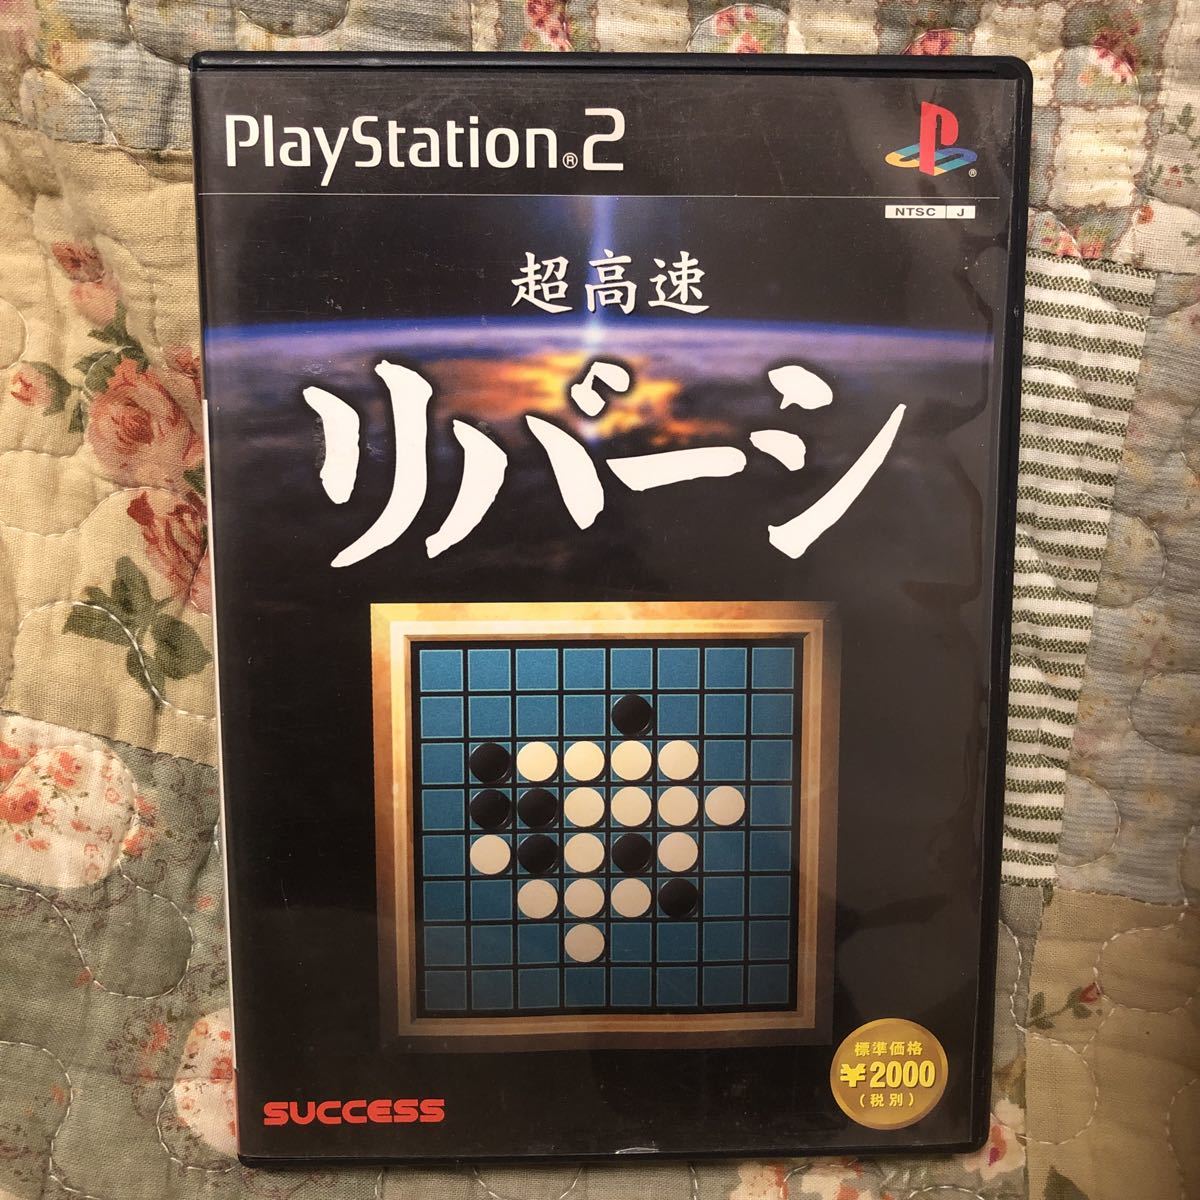 PlayStation®2
®
NTSC J
超高速
リバーシ
標準価格
¥2000
(税別)
SUCCESS